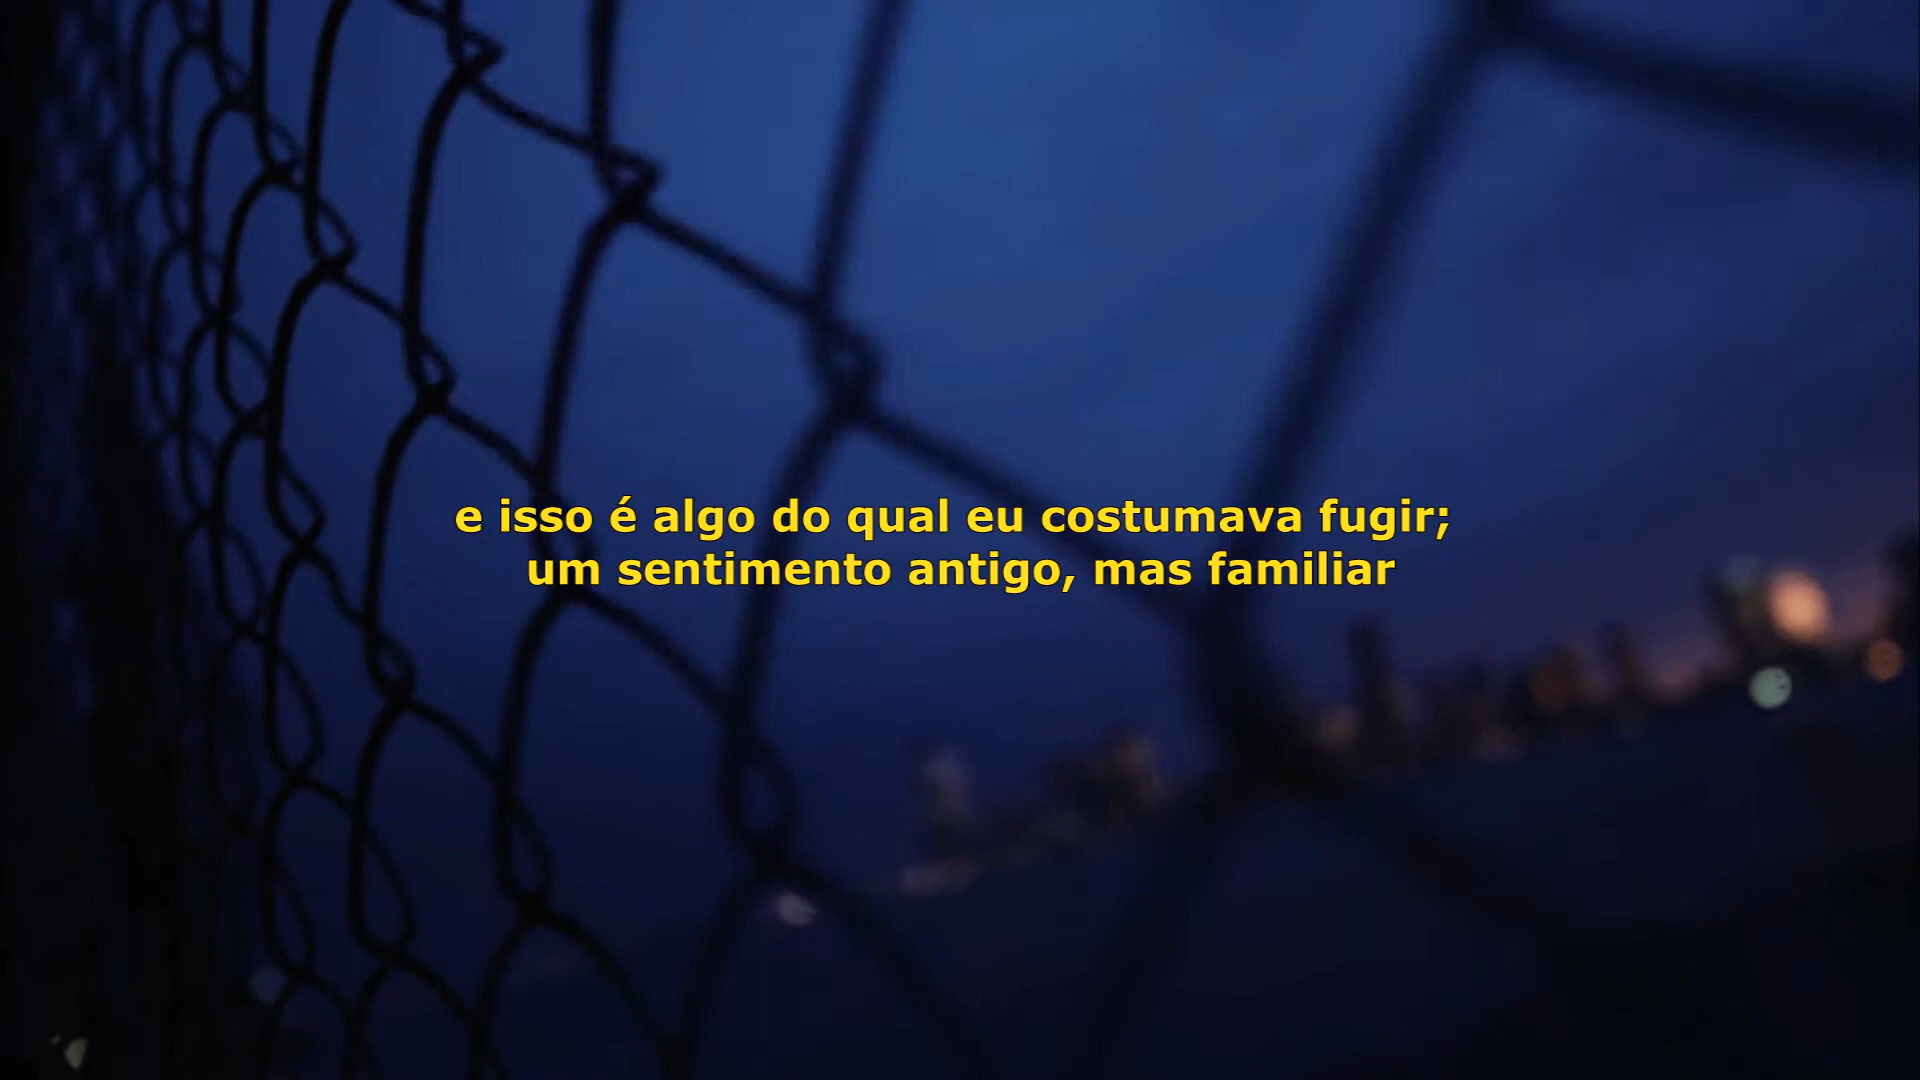 e isso é algo do qual eu costumava fugir;
um sentimento antigo, mas familiar